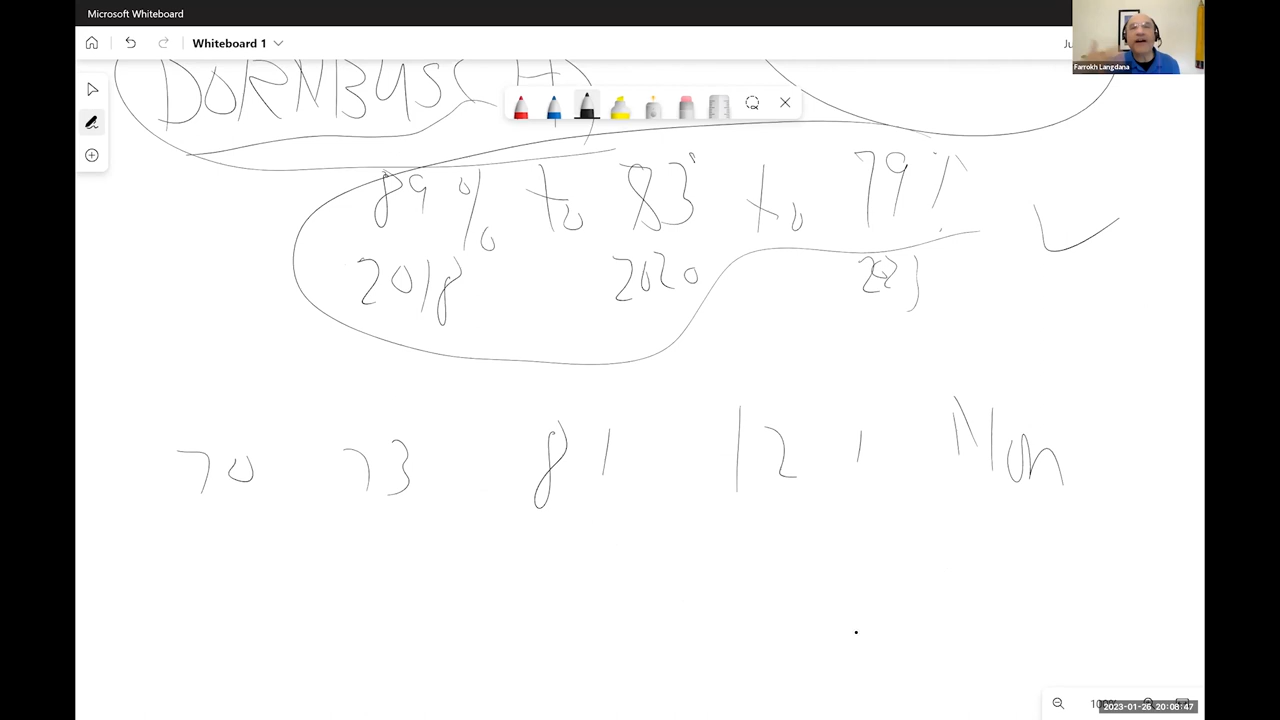 Microsoft Whiteboard
Whiteboard 1
Farrokh Langdana
DORNBUSCH
89% to 83 to 79%
2018 2020
70 73 81 121 Mon
2023-01-26 20:08:47